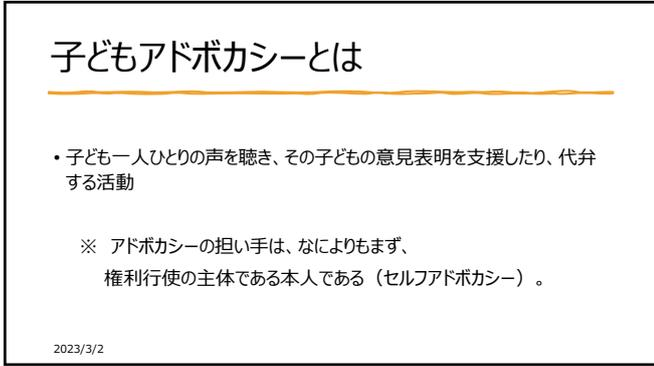 子どもアドボカシーとは
• 子ども一人ひとりの声を聴き、その子どもの意見表明を支援したり、代弁
する活動
※ アドボカシーの担い手は、なによりもまず、
権利行使の主体である本人である（セルフアドボカシー）。
2023/3/2